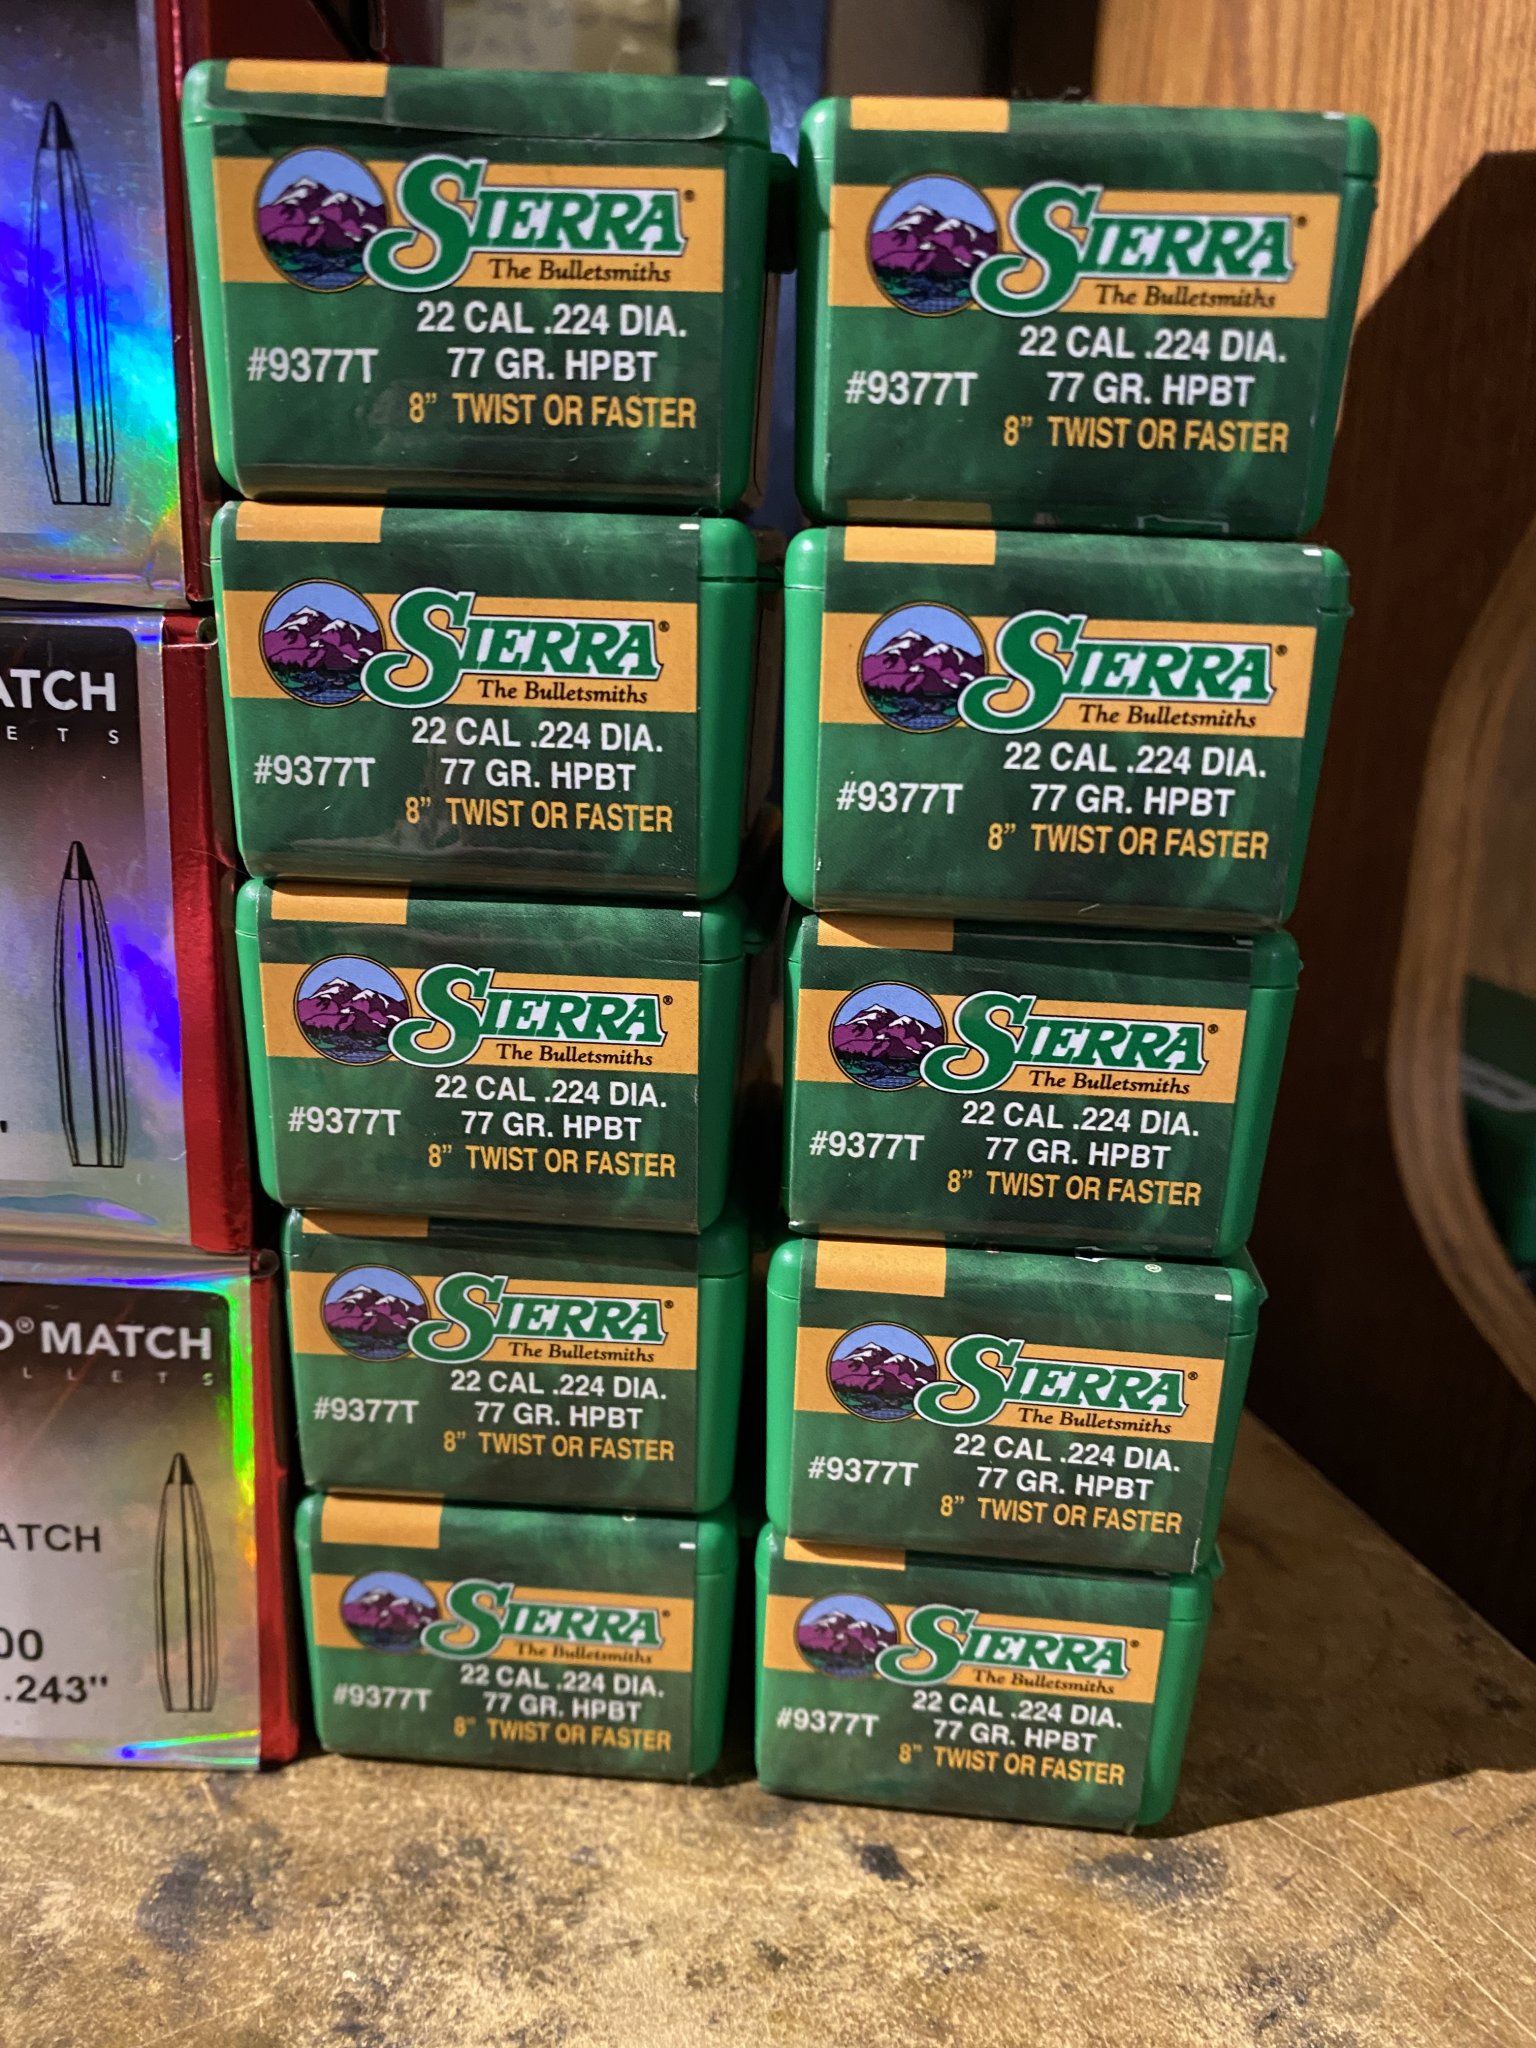 SIERRA®
The Bulletsmiths
22 CAL .224 DIA.
#9377T 77 GR. HPBT
8” TWIST OR FASTER
SIERRA®
The Bulletsmiths
22 CAL .224 DIA.
#9377T 77 GR. HPBT
8” TWIST OR FASTER
SIERRA®
The Bulletsmiths
22 CAL .224 DIA.
#9377T 77 GR. HPBT
8” TWIST OR FASTER
SIERRA®
The Bulletsmiths
22 CAL .224 DIA.
#9377T 77 GR. HPBT
8” TWIST OR FASTER
SIERRA®
The Bulletsmiths
22 CAL .224 DIA.
#9377T 77 GR. HPBT
8” TWIST OR FASTER
SIERRA®
The Bulletsmiths
22 CAL .224 DIA.
#9377T 77 GR. HPBT
8” TWIST OR FASTER
SIERRA®
The Bulletsmiths
22 CAL .224 DIA.
#9377T 77 GR. HPBT
8” TWIST OR FASTER
SIERRA®
The Bulletsmiths
22 CAL .224 DIA.
#9377T 77 GR. HPBT
8” TWIST OR FASTER
SIERRA®
The Bulletsmiths
22 CAL .224 DIA.
#9377T 77 GR. HPBT
8” TWIST OR FASTER
SIERRA®
The Bulletsmiths
22 CAL .224 DIA.
#9377T 77 GR. HPBT
8” TWIST OR FASTER
ATCH
ETS
"
D® MATCH
LLETS
ATCH
00
.243"